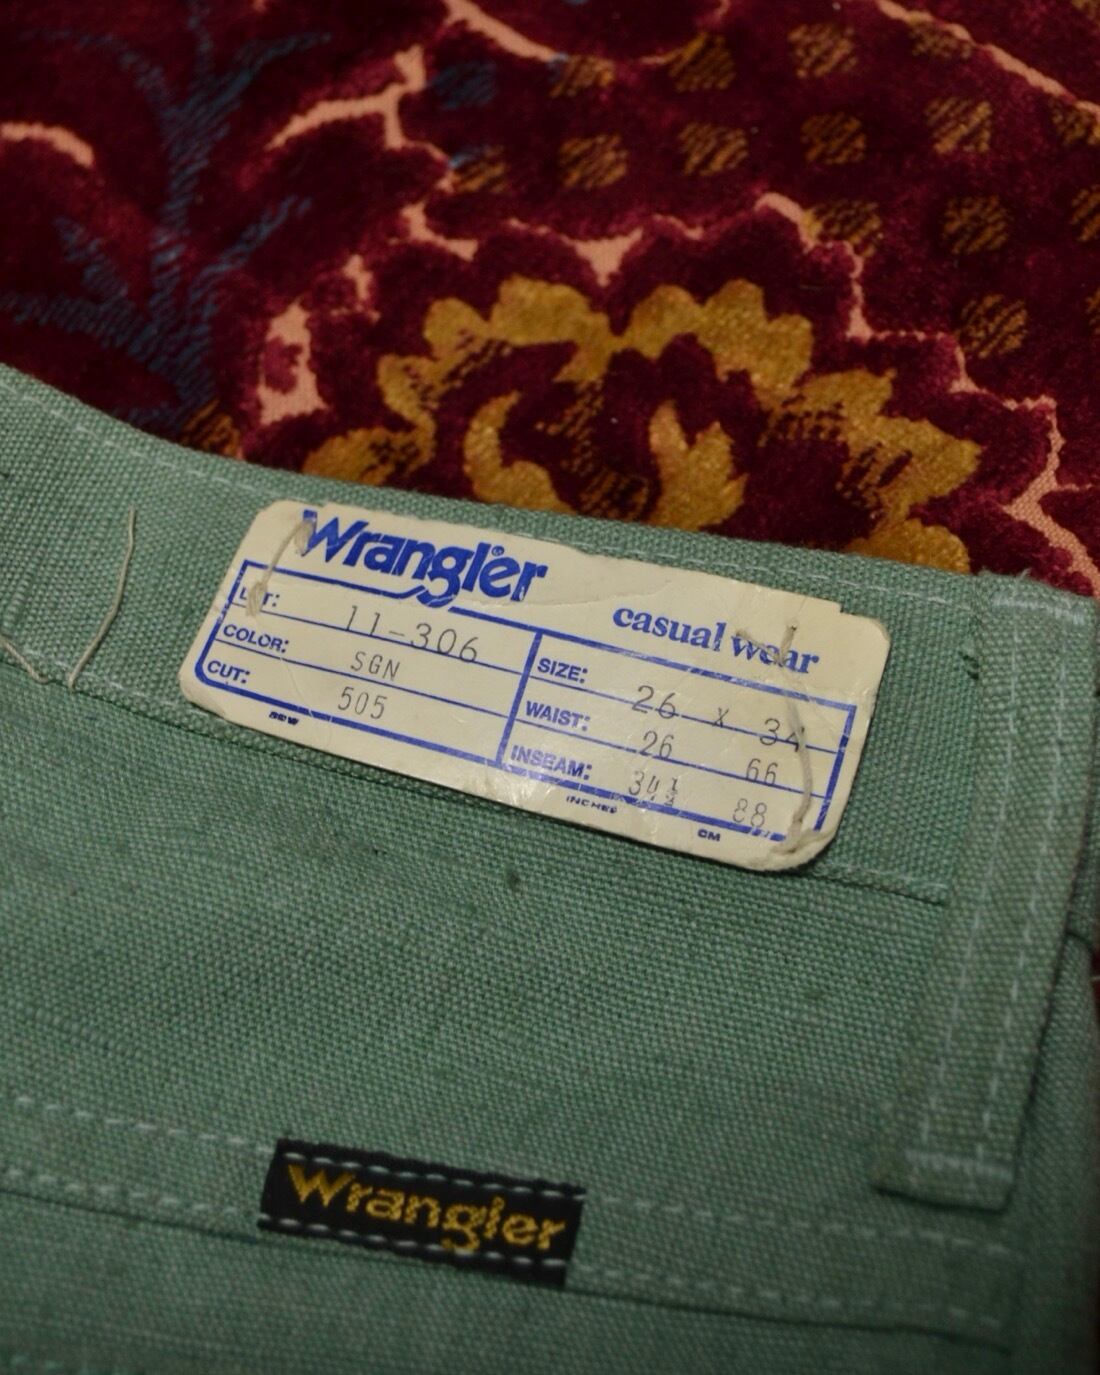 Wrangler®
casual wear
LOT: 11-306
COLOR: SGN
CUT: 505
SIZE: 26 x 34
WAIST: 26 66
INSEAM: 34½ 88
INCHES CM
Wrangler